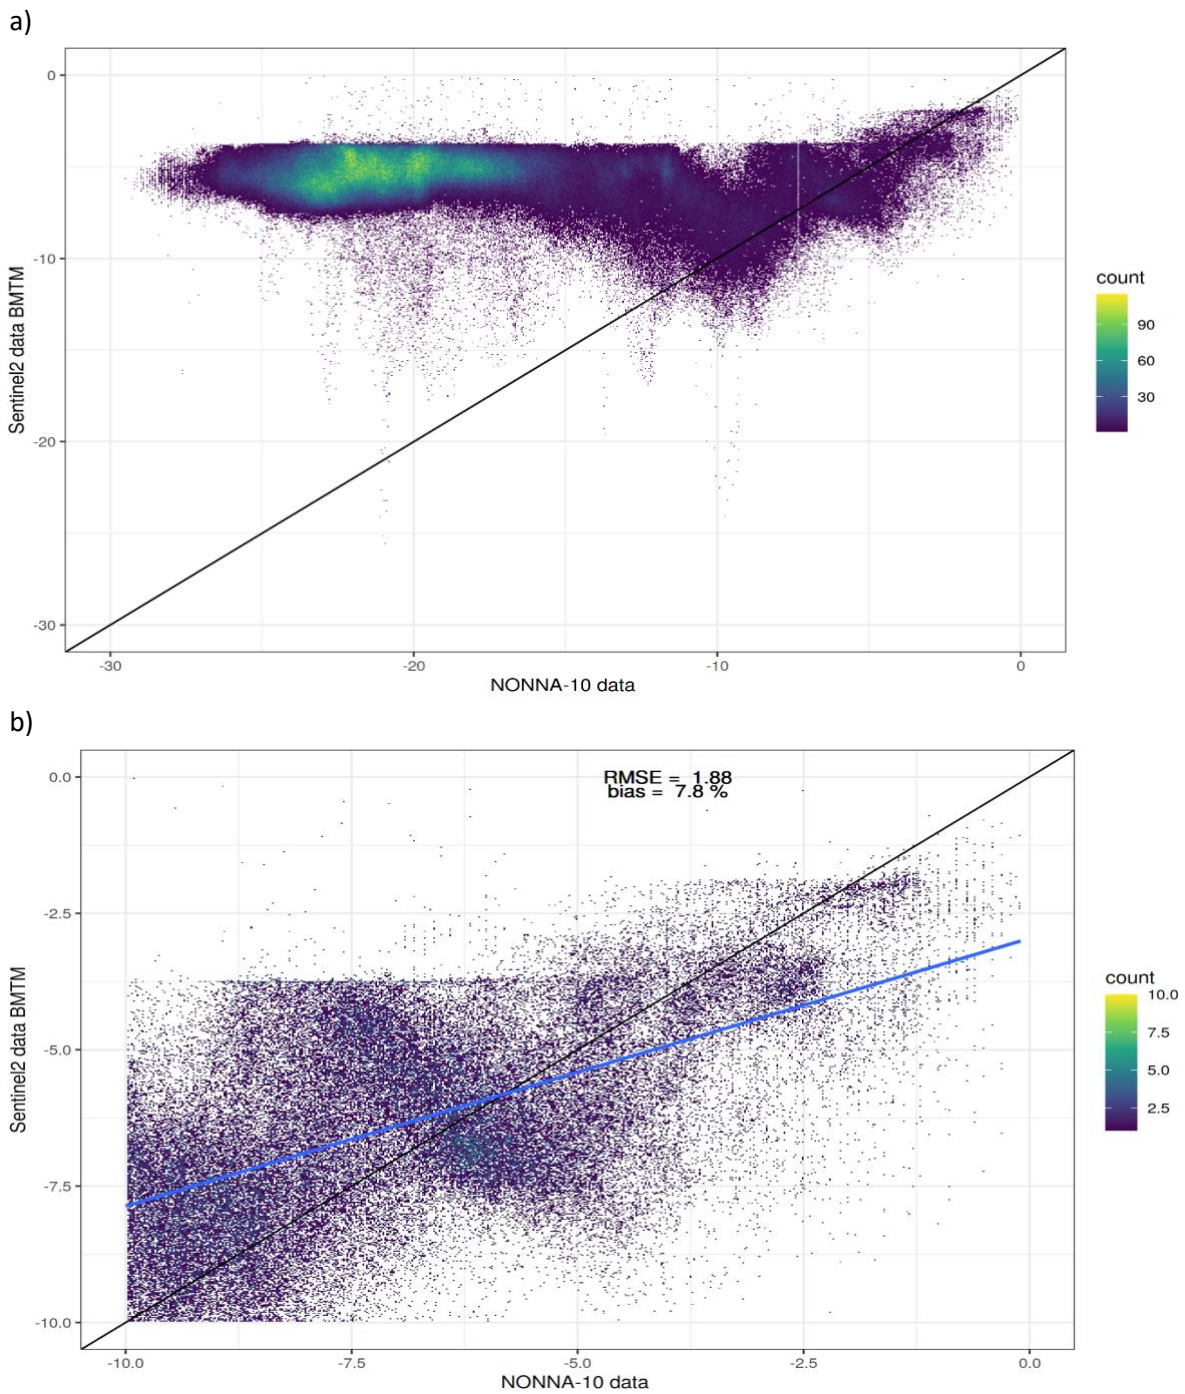 a)
0
-10
-20
-30
Sentinel2 data BMTM
-30 -20 -10 0
NONNA-10 data
count
90
60
30
b)
RMSE = 1.88
bias = 7.8 %
0.0
-2.5
-5.0
-7.5
-10.0
Sentinel2 data BMTM
-10.0 -7.5 -5.0 -2.5 0.0
NONNA-10 data
count
10.0
7.5
5.0
2.5